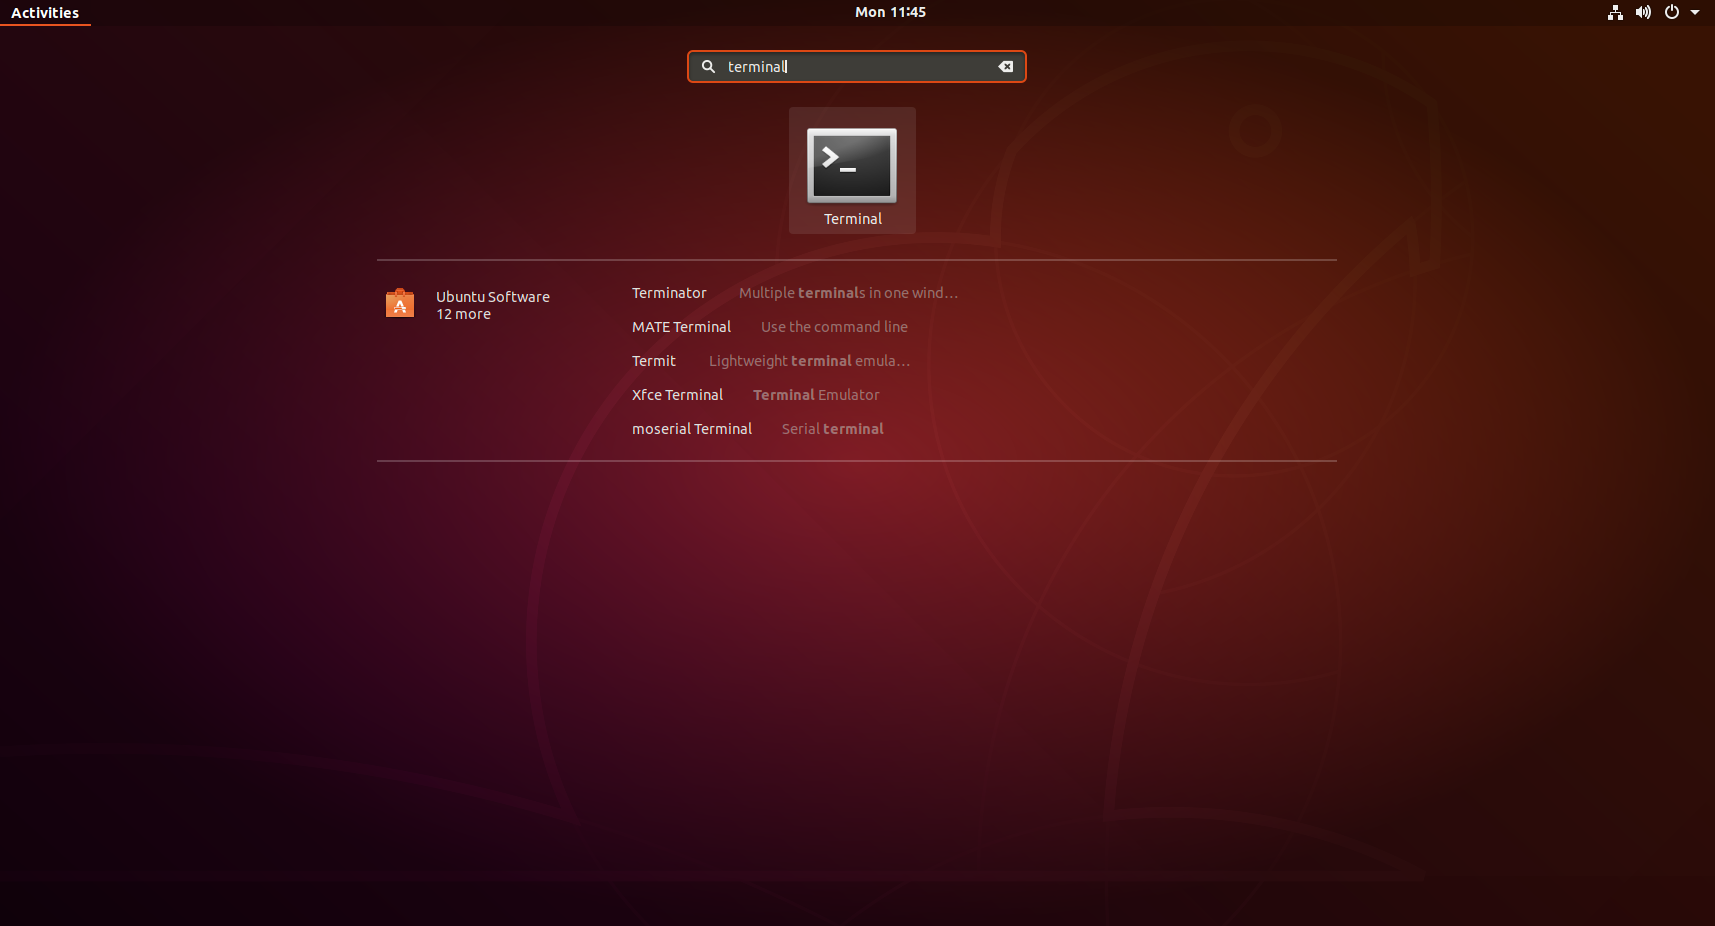 Activities
Mon 11:45
terminal
Terminal
Ubuntu Software
12 more
Terminator Multiple terminals in one wind…
MATE Terminal Use the command line
Termit Lightweight terminal emula…
Xfce Terminal Terminal Emulator
moserial Terminal Serial terminal